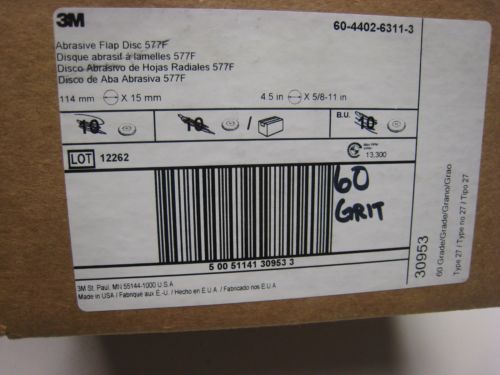 3M
60-4402-6311-3
Abrasive Flap Disc 577F
Disque abrasif à lamelles 577F
Disco Abrasivo de Hojas Radiales 577F
Disco de Aba Abrasiva 577F
114 mm X 15 mm
4.5 in X 5/8-11 in
10
10 /
B.U. 10
LOT 12262
13,300
60
GRIT
5 00 51141 30953 3
3M St. Paul, MN 55144-1000 U.S.A
Made in USA / Fabriqué aux É.-U. / Hecho en E.U.A. / Fabricado nos E.U.A.
30953
60 Grade/Grade/Grano/Grao
Type 27 / Type no 27 / Tipo 27